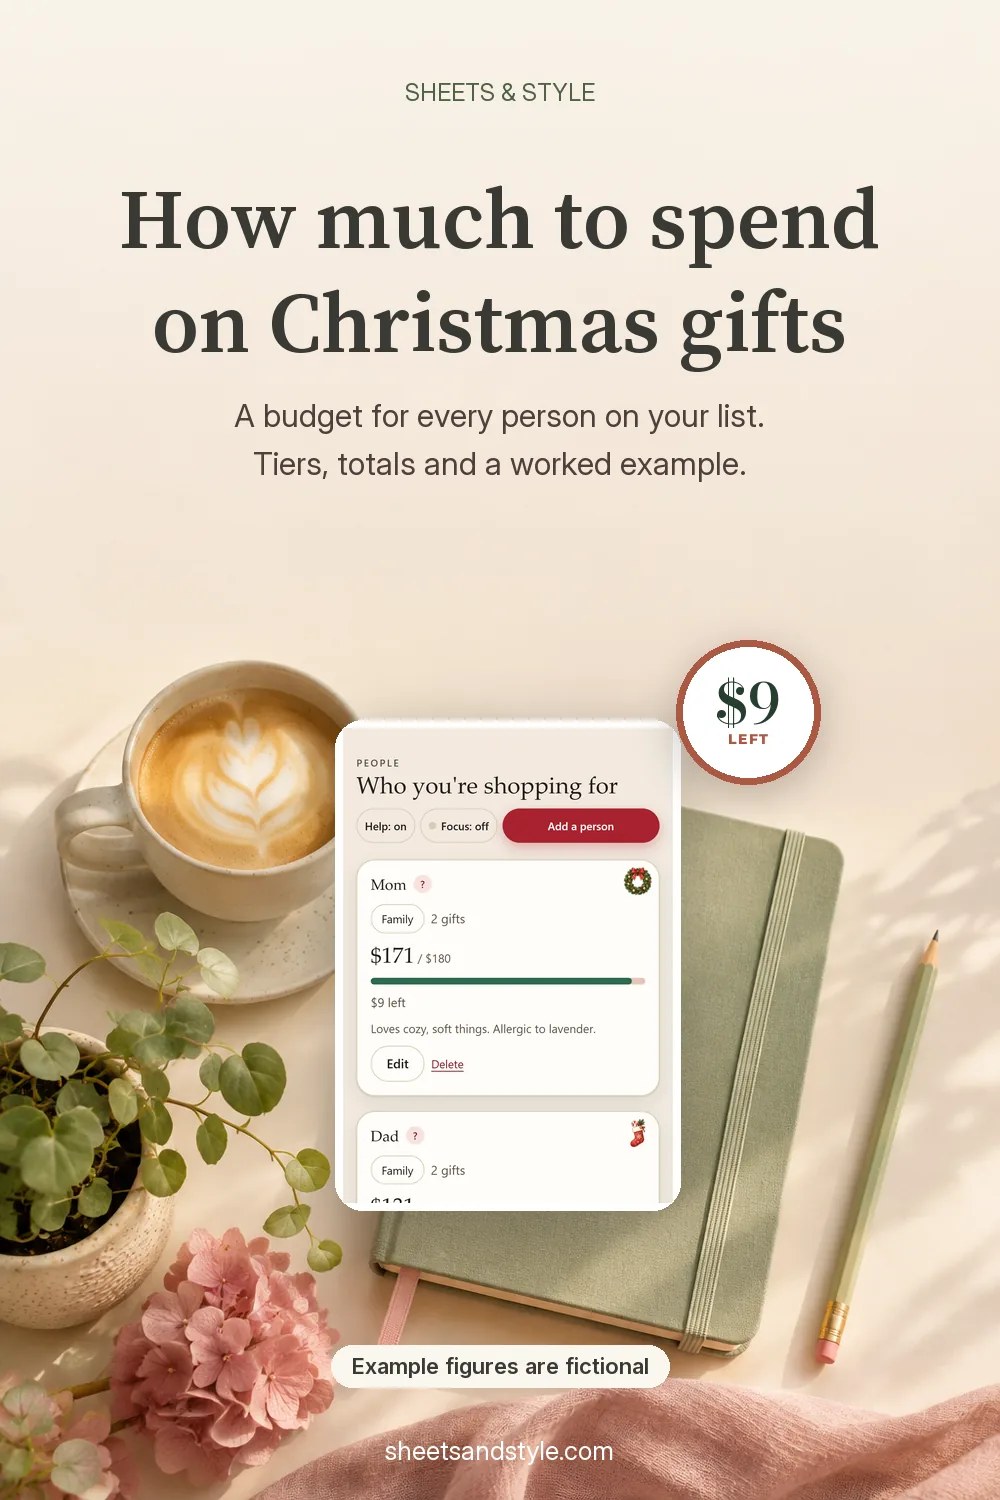 SHEETS & STYLE
How much to spend
on Christmas gifts
A budget for every person on your list.
Tiers, totals and a worked example.
$9
LEFT
PEOPLE
Who you're shopping for
Help: on
Focus: off
Add a person
Mom ?
Family 2 gifts
$171 / $180
$9 left
Loves cozy, soft things. Allergic to lavender.
Edit Delete
Dad ?
Family 2 gifts
Example figures are fictional
sheetsandstyle.com